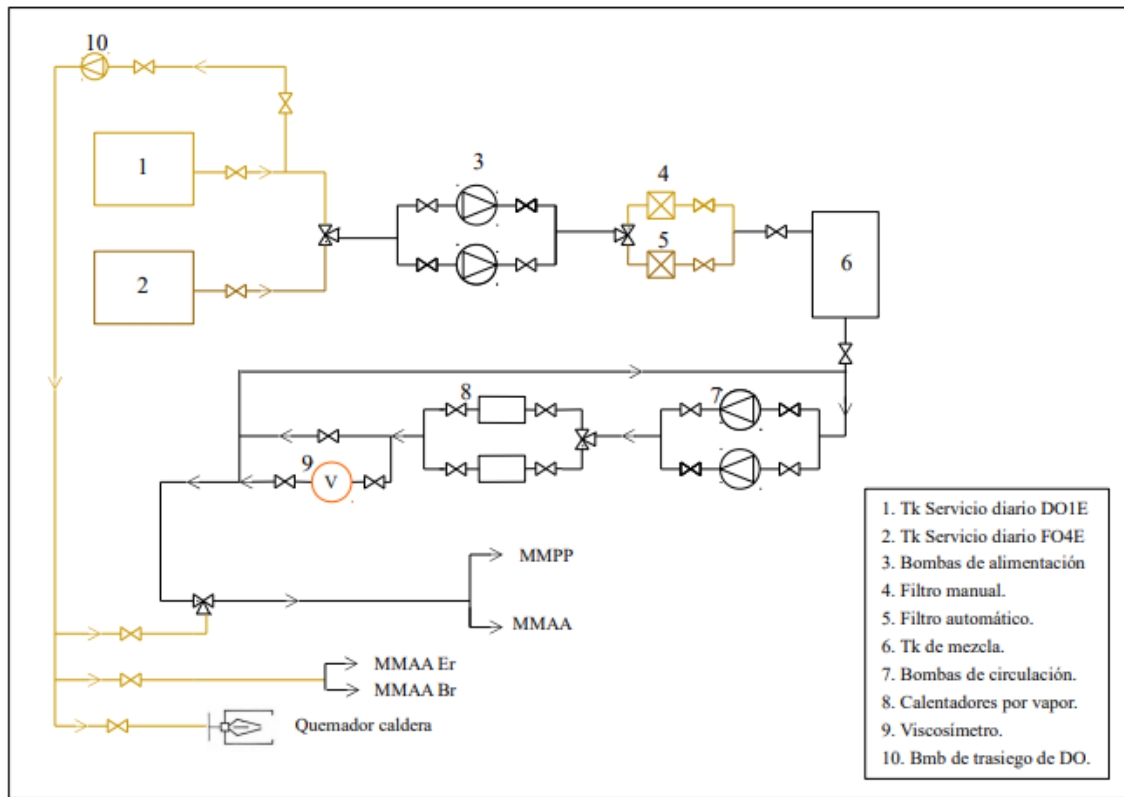 10
1
3
4
5
2
6
8
7
9
V
MMPP
MMAA
MMAA Er
MMAA Br
Quemador caldera
1. Tk Servicio diario DO1E
2. Tk Servicio diario FO4E
3. Bombas de alimentación
4. Filtro manual.
5. Filtro automático.
6. Tk de mezcla.
7. Bombas de circulación.
8. Calentadores por vapor.
9. Viscosímetro.
10. Bmb de trasiego de DO.